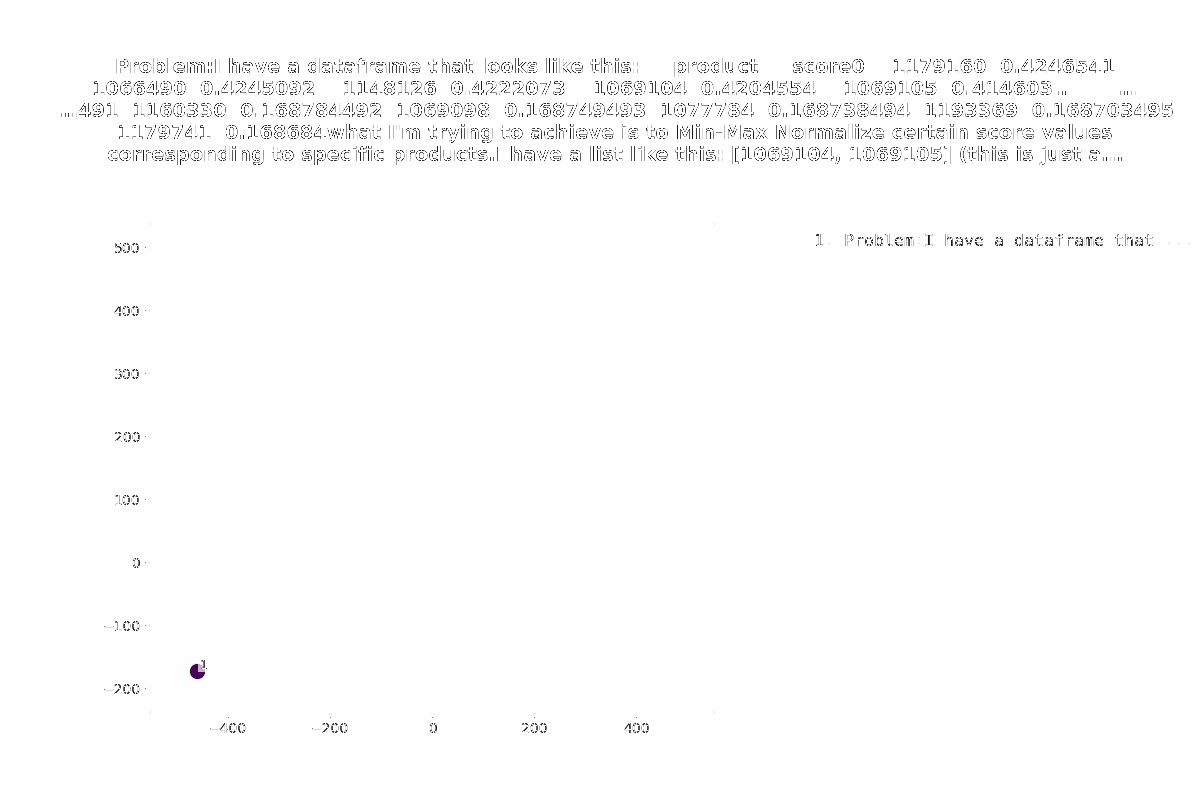 Problem:I have a dataframe that looks like this:     product     score0    1179160  0.4246541
1066490  0.4245092    1148126  0.4222073    1069104  0.4204554    1069105  0.414603..       ...
...491  1160330  0.168784492  1069098  0.168749493  1077784  0.168738494  1193369  0.168703495
1179741  0.168684what I'm trying to achieve is to Min-Max Normalize certain score values
corresponding to specific products.I have a list like this: [1069104, 1069105] (this is just a...
1. Problem:I have a dataframe that ...
500
400
300
200
100
0
−100
1
−200
−400 −200 0 200 400